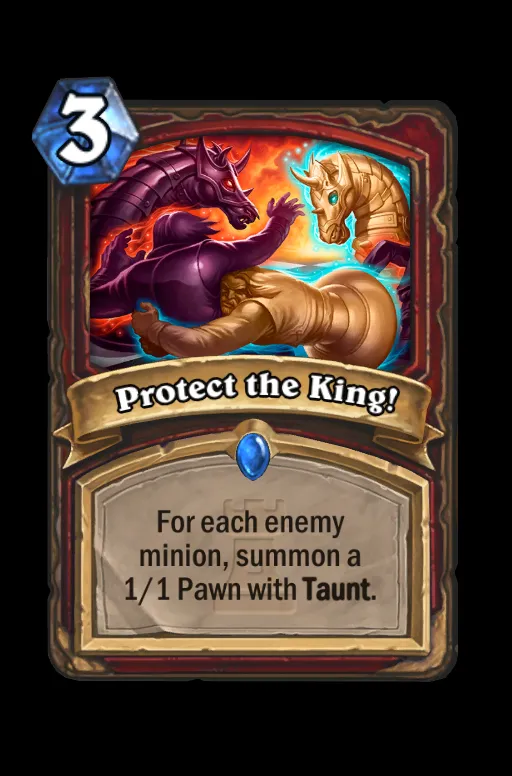 3
Protect the King!
For each enemy
minion, summon a
1/1 Pawn with Taunt.